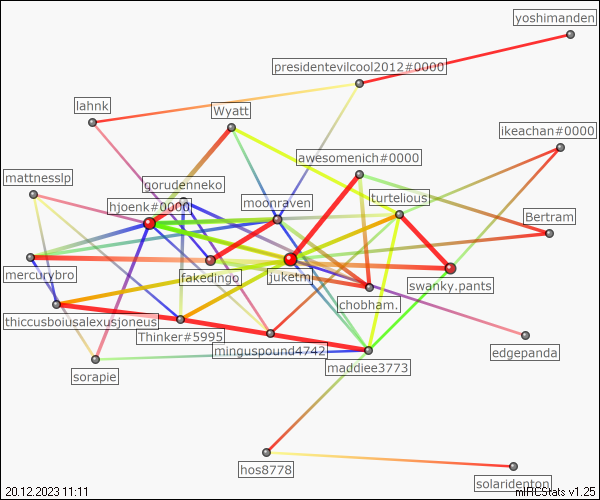 yoshimanden
presidentevilcool2012#0000
lahnk
Wyatt
ikeachan#0000
awesomenich#0000
mattnesslp
gorudenneko
turtelious
moonraven
hjoenk#0000
Bertram
mercurybro
fakedingo
juketm
swanky.pants
chobham.
thiccusboiusalexusjoneus
Thinker#5995
minguspound4742
edgepanda
maddiee3773
sorapie
hos8778
solaridenton
20.12.2023 11:11
mIRCStats v1.25